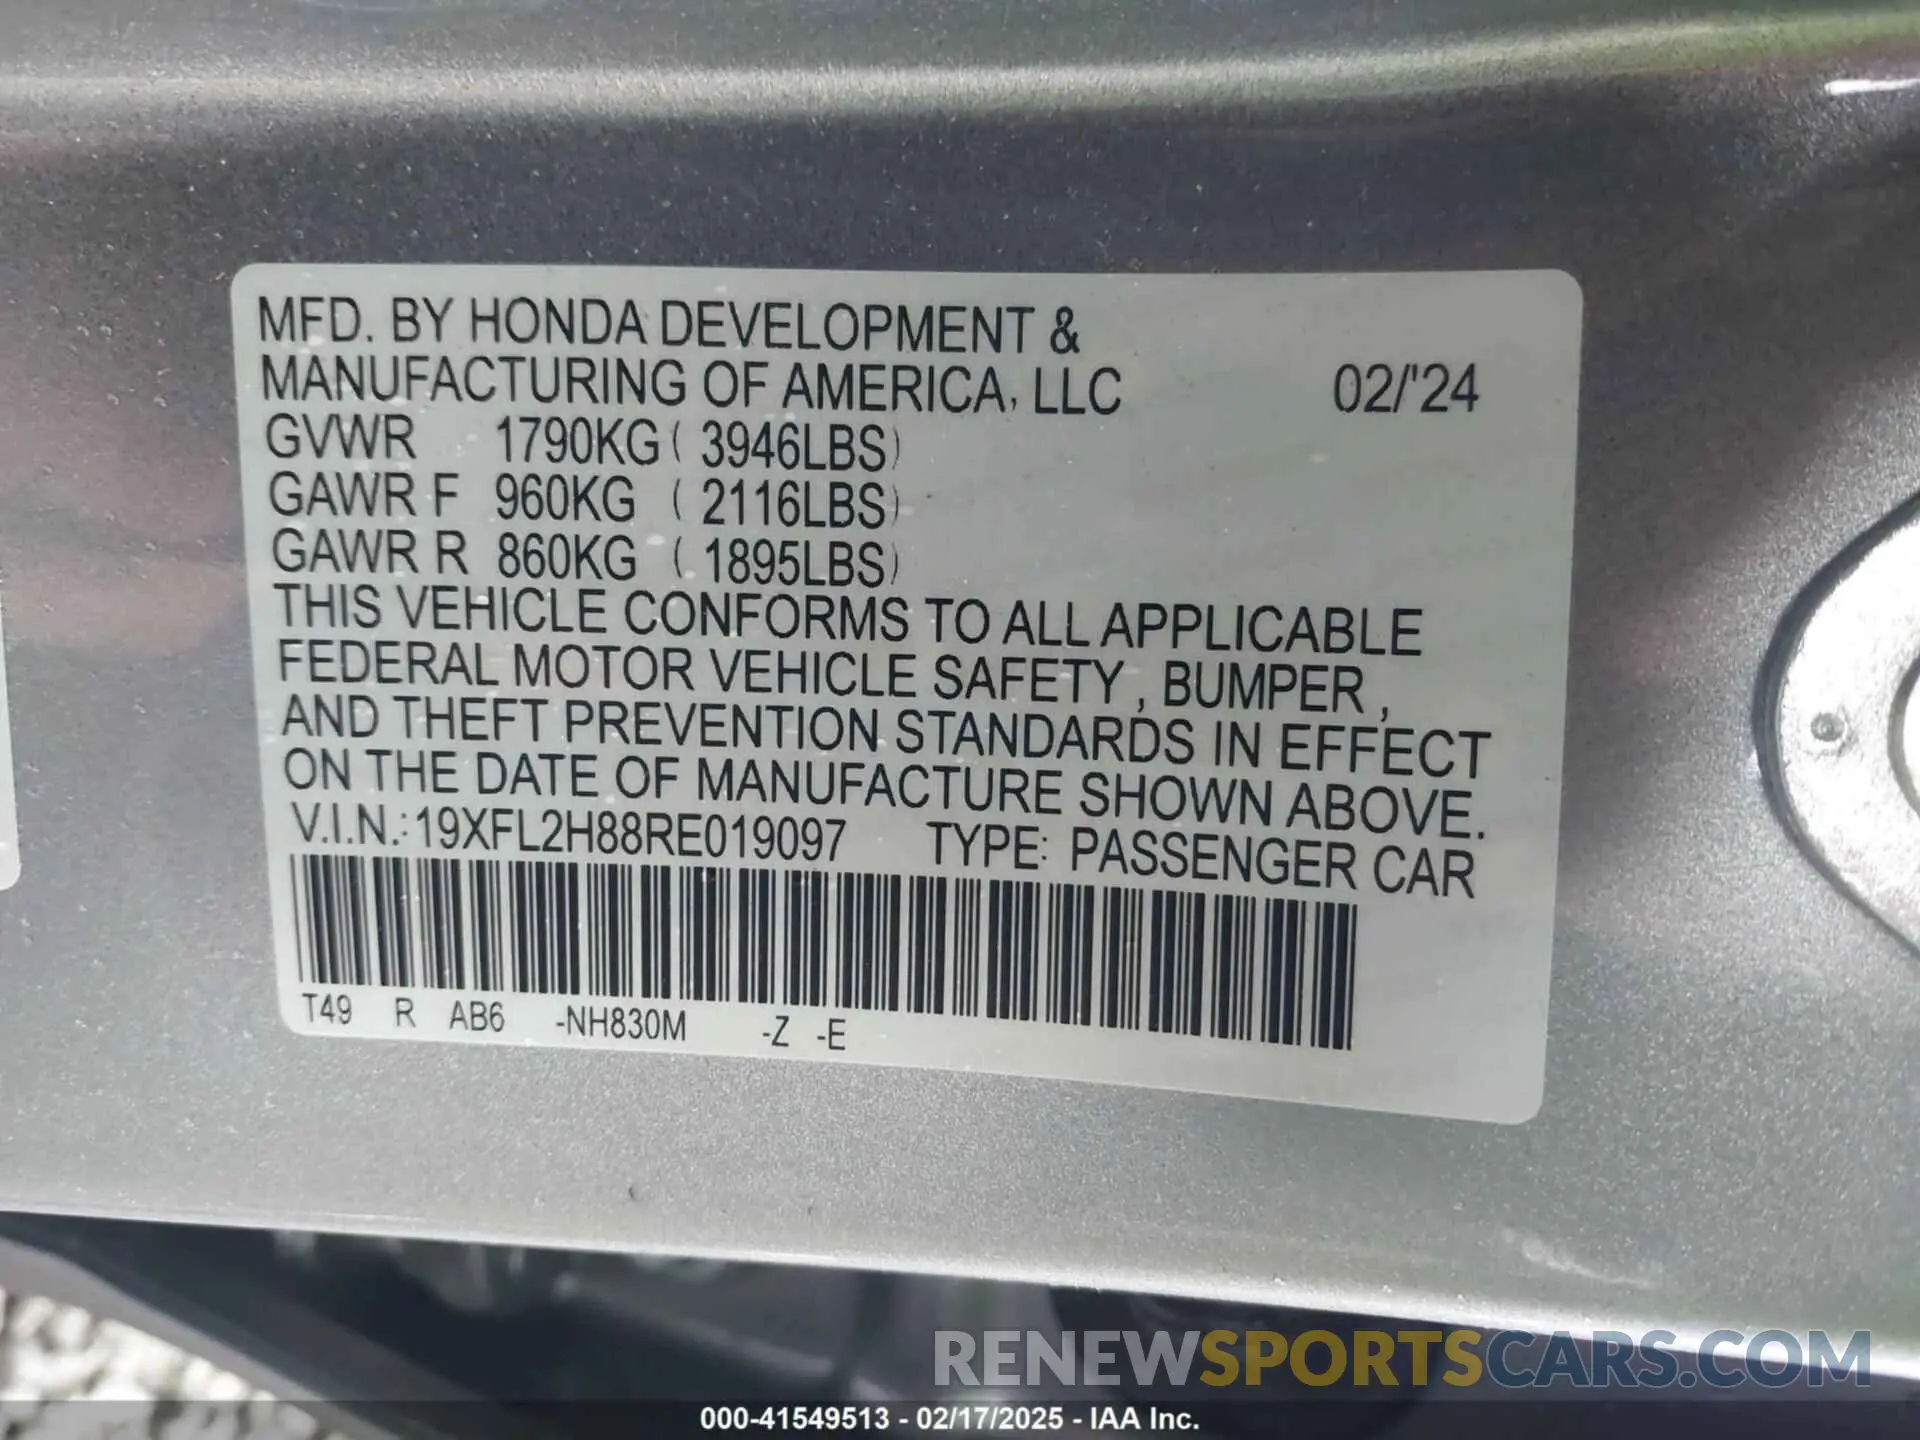 MFD. BY HONDA DEVELOPMENT &
MANUFACTURING OF AMERICA, LLC 02/'24
GVWR 1790KG ( 3946LBS)
GAWR F 960KG ( 2116LBS)
GAWR R 860KG ( 1895LBS)
THIS VEHICLE CONFORMS TO ALL APPLICABLE
FEDERAL MOTOR VEHICLE SAFETY , BUMPER ,
AND THEFT PREVENTION STANDARDS IN EFFECT
ON THE DATE OF MANUFACTURE SHOWN ABOVE.
V.I.N.: 19XFL2H88RE019097 TYPE: PASSENGER CAR
T49 R AB6 -NH830M -Z -E
RENEWSPORTSCARS.COM
000-41549513 - 02/17/2025 - IAA Inc.